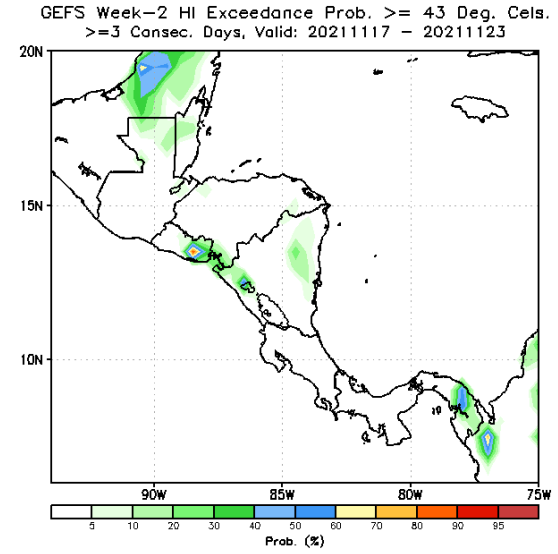 GEFS Week-2 HI Exceedance Prob. >= 43 Deg. Cels.
>=3 Cansec. Days, Valid: 20211117 - 20211123
20N
15N
10N
90W 85W 80W 75W
5 10 20 30 40 50 60 70 80 90 95
Prob. (%)